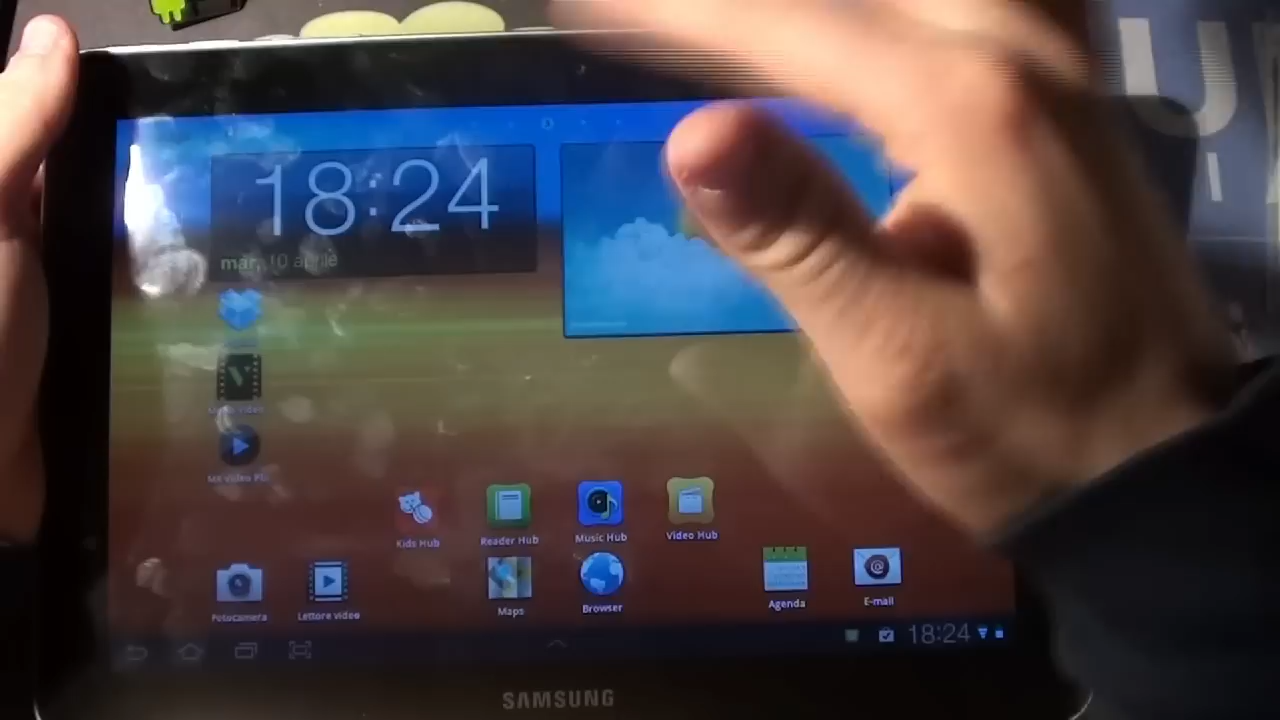 U
18:24
mar, 10 aprile
Kids Hub
Reader Hub
Music Hub
Video Hub
Fotocamera
Lettore video
Maps
Browser
Agenda
E-mail
18:24
SAMSUNG